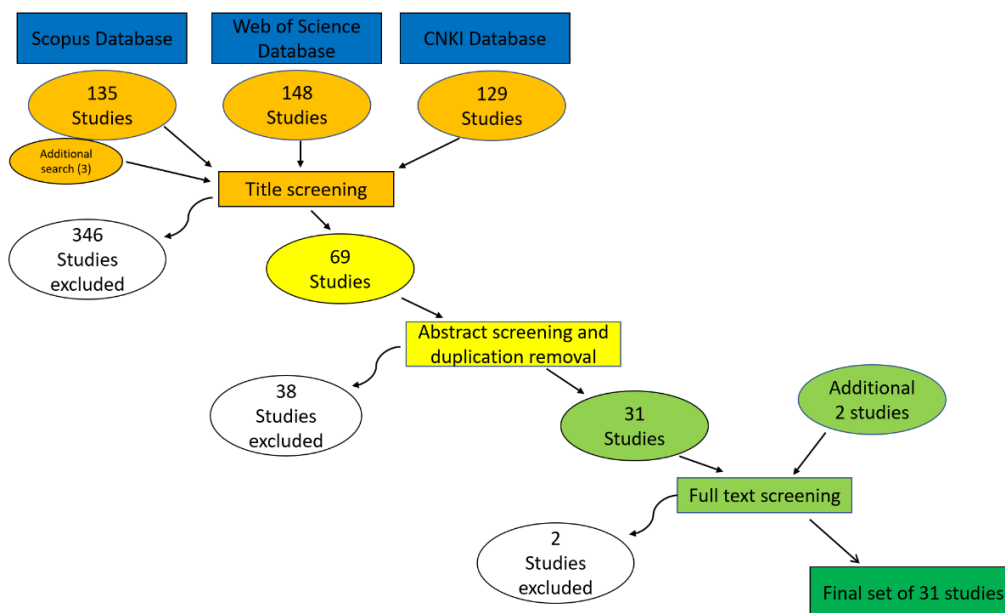 Scopus Database
Web of Science
Database
CNKI Database
135
Studies
148
Studies
129
Studies
Additional
search (3)
Title screening
346
Studies
excluded
69
Studies
Abstract screening and
duplication removal
38
Studies
excluded
31
Studies
Additional
2 studies
Full text screening
2
Studies
excluded
Final set of 31 studies